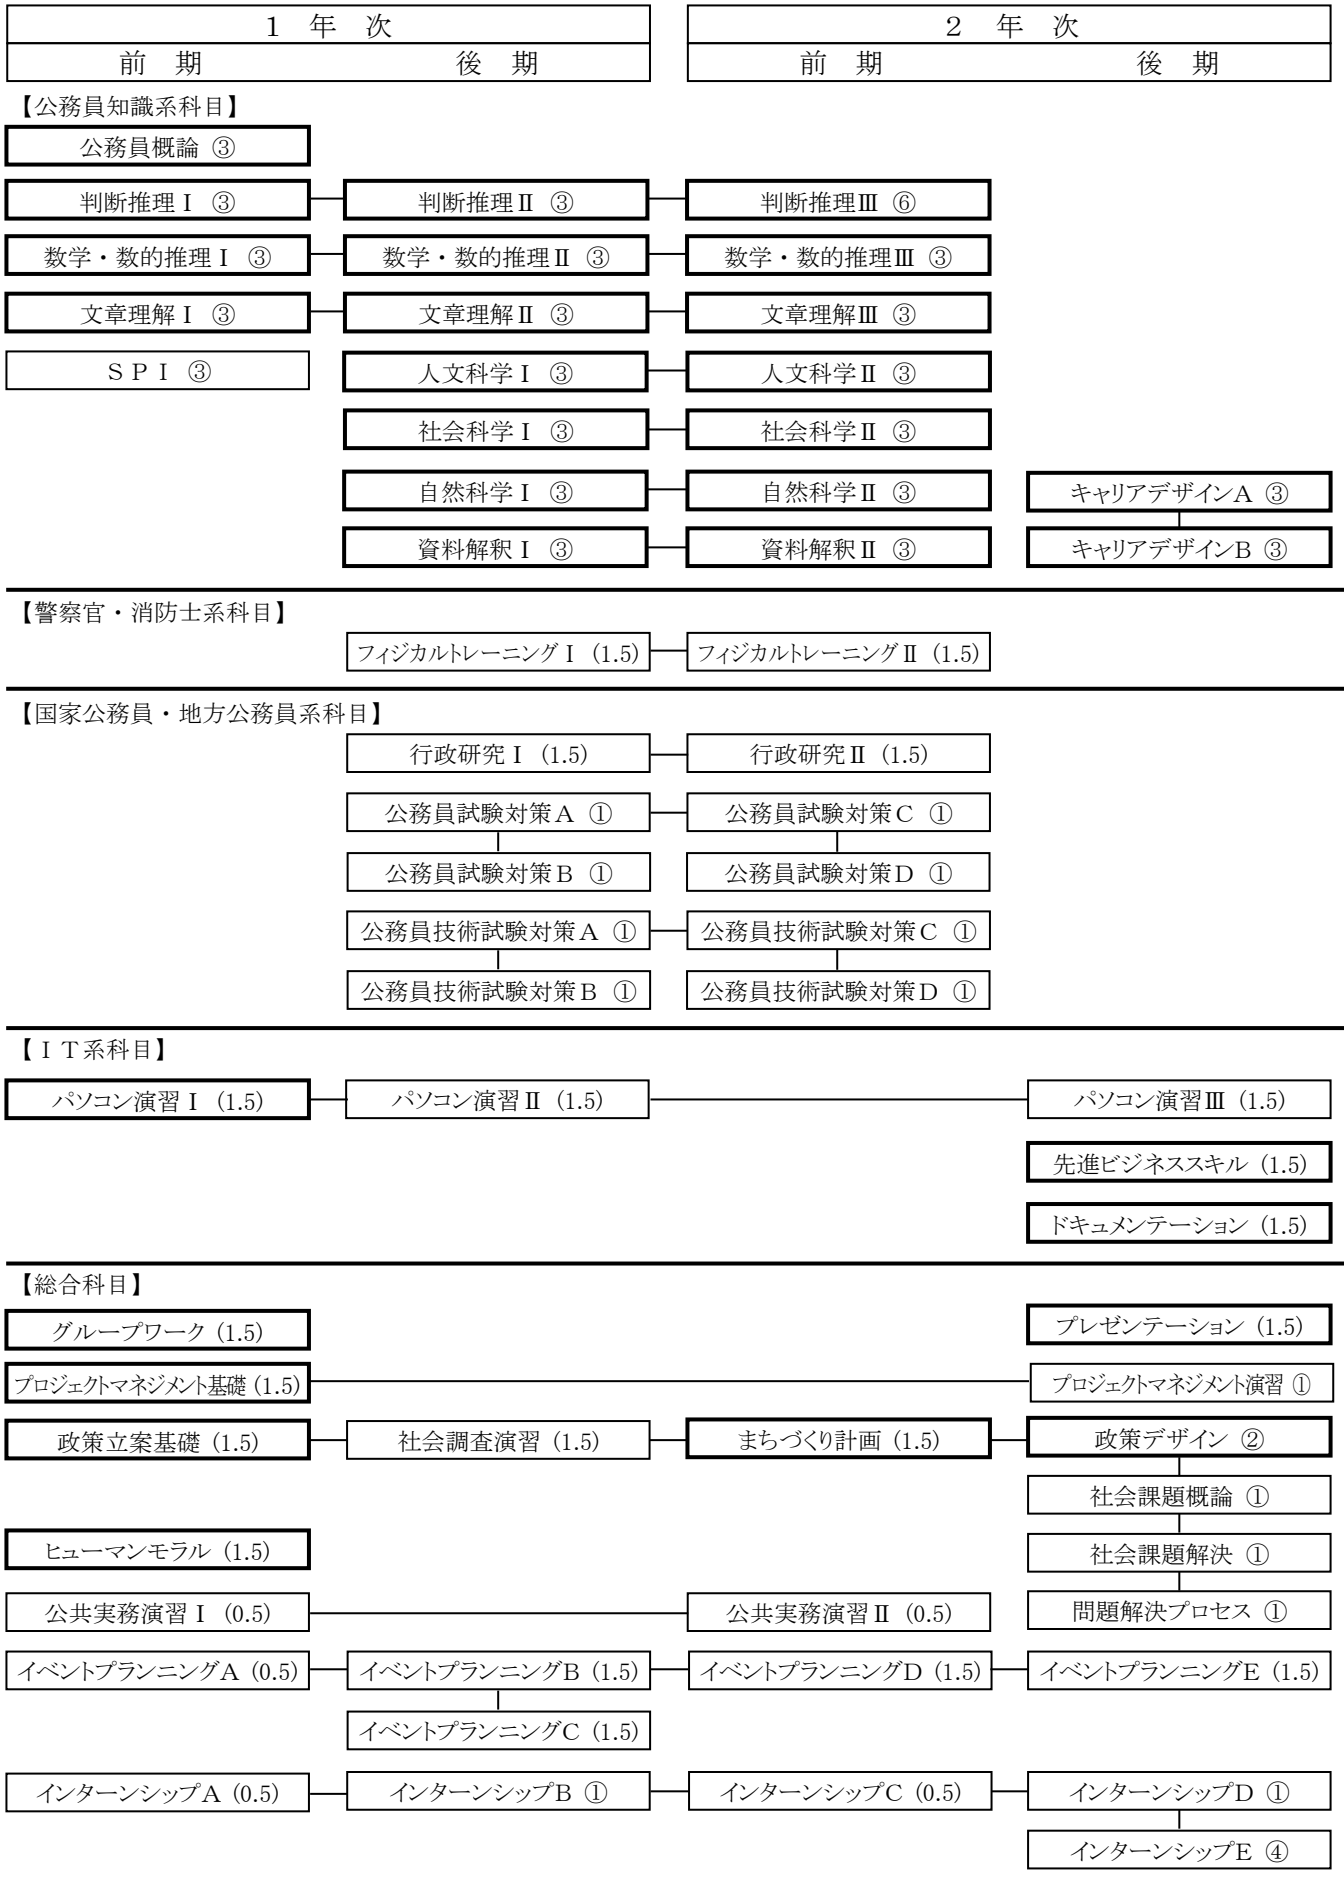 1 年 次 2 年 次
前 期 後 期 前 期 後 期
【公務員知識系科目】
公務員概論 ③
判断推理Ⅰ ③ 判断推理Ⅱ ③ 判断推理Ⅲ ⑥
数学・数的推理Ⅰ ③ 数学・数的推理Ⅱ ③ 数学・数的推理Ⅲ ③
文章理解Ⅰ ③ 文章理解Ⅱ ③ 文章理解Ⅲ ③
ＳＰＩ ③ 人文科学Ⅰ ③ 人文科学Ⅱ ③
社会科学Ⅰ ③ 社会科学Ⅱ ③
自然科学Ⅰ ③ 自然科学Ⅱ ③ キャリアデザインA ③
資料解釈Ⅰ ③ 資料解釈Ⅱ ③ キャリアデザインB ③
【警察官・消防士系科目】
フィジカルトレーニングⅠ (1.5) フィジカルトレーニングⅡ (1.5)
【国家公務員・地方公務員系科目】
行政研究Ⅰ (1.5) 行政研究Ⅱ (1.5)
公務員試験対策A ① 公務員試験対策C ①
公務員試験対策B ① 公務員試験対策D ①
公務員技術試験対策A ① 公務員技術試験対策C ①
公務員技術試験対策B ① 公務員技術試験対策D ①
【ＩＴ系科目】
パソコン演習Ⅰ (1.5) パソコン演習Ⅱ (1.5) パソコン演習Ⅲ (1.5)
先進ビジネススキル (1.5)
ドキュメンテーション (1.5)
【総合科目】
グループワーク (1.5) プレゼンテーション (1.5)
プロジェクトマネジメント基礎 (1.5) プロジェクトマネジメント演習 ①
政策立案基礎 (1.5) 社会調査演習 (1.5) まちづくり計画 (1.5) 政策デザイン ②
社会課題概論 ①
ヒューマンモラル (1.5) 社会課題解決 ①
公共実務演習Ⅰ (0.5) 公共実務演習Ⅱ (0.5) 問題解決プロセス ①
イベントプランニングA (0.5) イベントプランニングB (1.5) イベントプランニングD (1.5) イベントプランニングE (1.5)
イベントプランニングC (1.5)
インターンシップA (0.5) インターンシップB ① インターンシップC (0.5) インターンシップD ①
インターンシップE ④